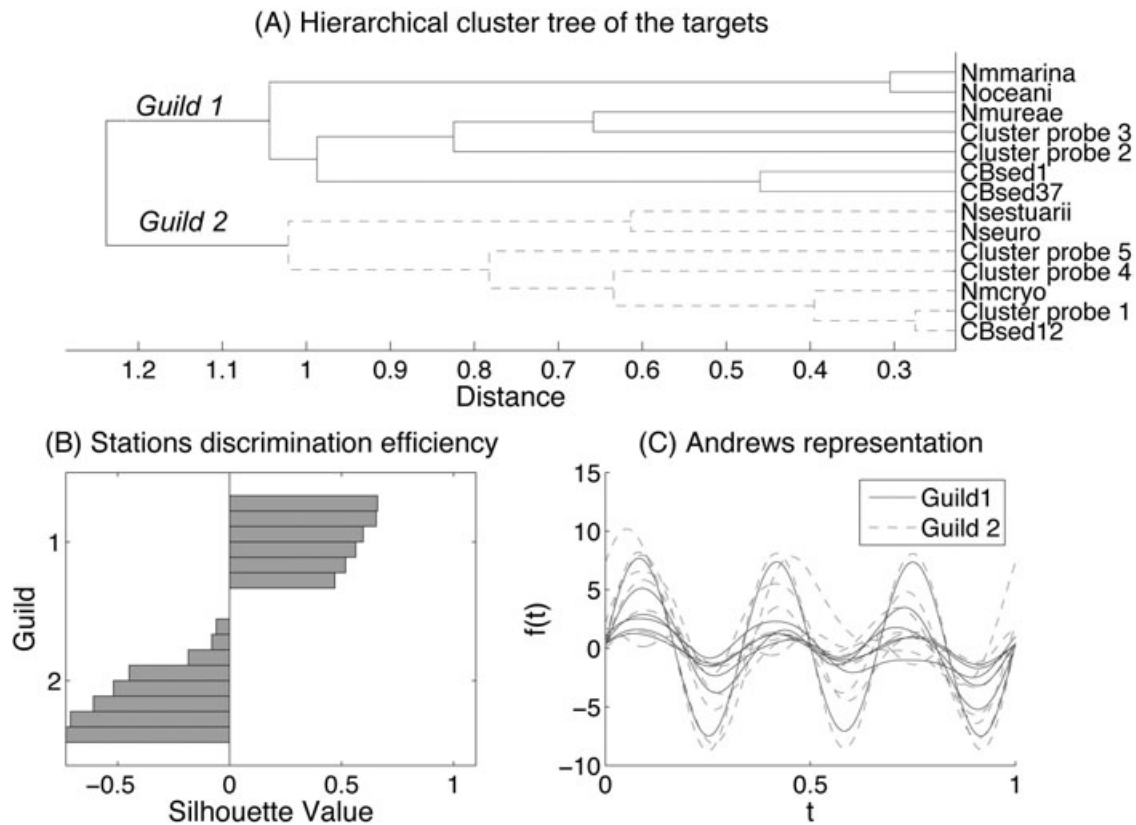 (A) Hierarchical cluster tree of the targets
Guild 1
Guild 2
Nmmarina
Noceani
Nmureae
Cluster probe 3
Cluster probe 2
CBsed1
CBsed37
Nsestuarii
Nseuro
Cluster probe 5
Cluster probe 4
Nmcryo
Cluster probe 1
CBsed12
1.2 1.1 1 0.9 0.8 0.7 0.6 0.5 0.4 0.3
Distance
(B) Stations discrimination efficiency
Guild
1
2
−0.5 0 0.5 1
Silhouette Value
(C) Andrews representation
f(t)
15
10
5
0
−5
−10
Guild1
Guild 2
0 0.5 1
t